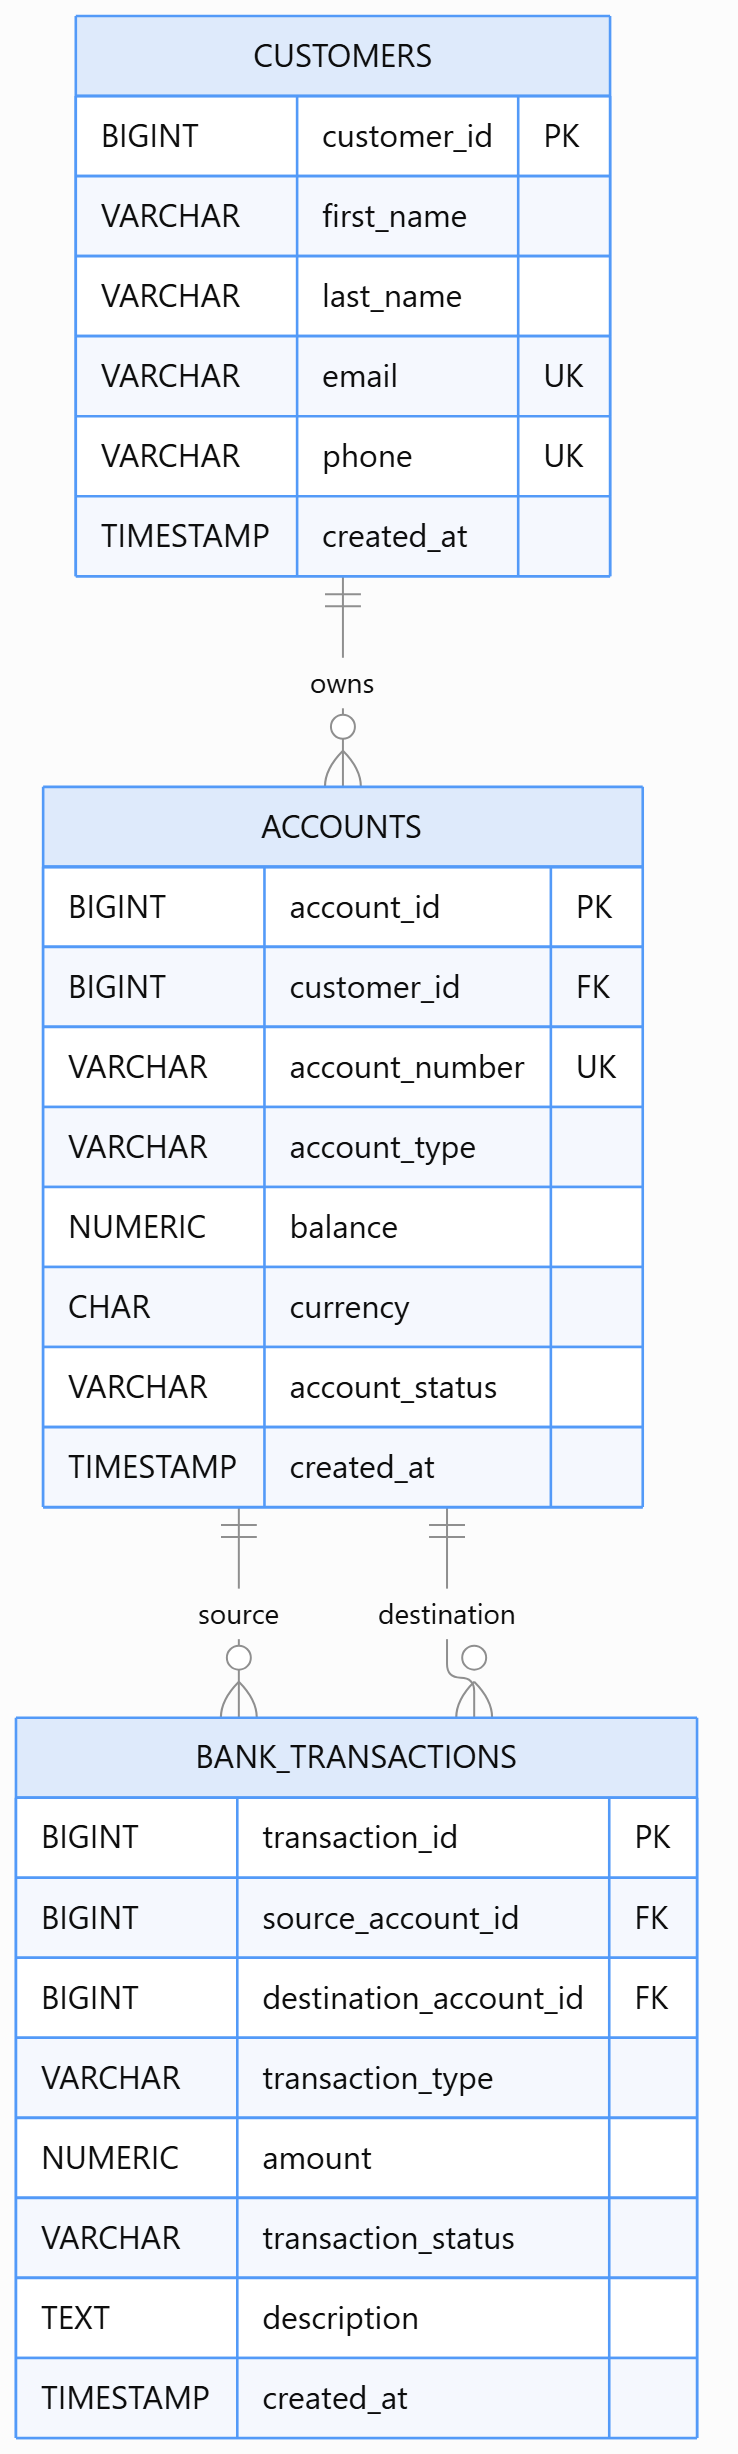 CUSTOMERS
BIGINT customer_id PK
VARCHAR first_name
VARCHAR last_name
VARCHAR email UK
VARCHAR phone UK
TIMESTAMP created_at
owns
ACCOUNTS
BIGINT account_id PK
BIGINT customer_id FK
VARCHAR account_number UK
VARCHAR account_type
NUMERIC balance
CHAR currency
VARCHAR account_status
TIMESTAMP created_at
source destination
BANK_TRANSACTIONS
BIGINT transaction_id PK
BIGINT source_account_id FK
BIGINT destination_account_id FK
VARCHAR transaction_type
NUMERIC amount
VARCHAR transaction_status
TEXT description
TIMESTAMP created_at